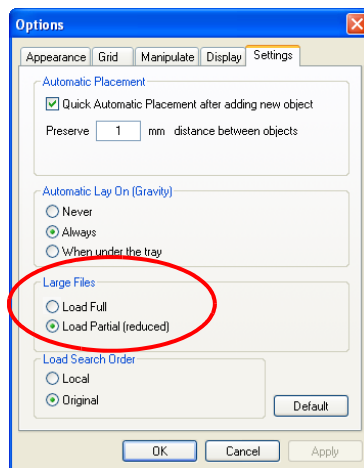 Options
Appearance Grid Manipulate Display Settings
Automatic Placement
Quick Automatic Placement after adding new object
Preserve 1 mm distance between objects
Automatic Lay On (Gravity)
Never
Always
When under the tray
Large Files
Load Full
Load Partial (reduced)
Load Search Order
Local
Original
Default
OK Cancel Apply